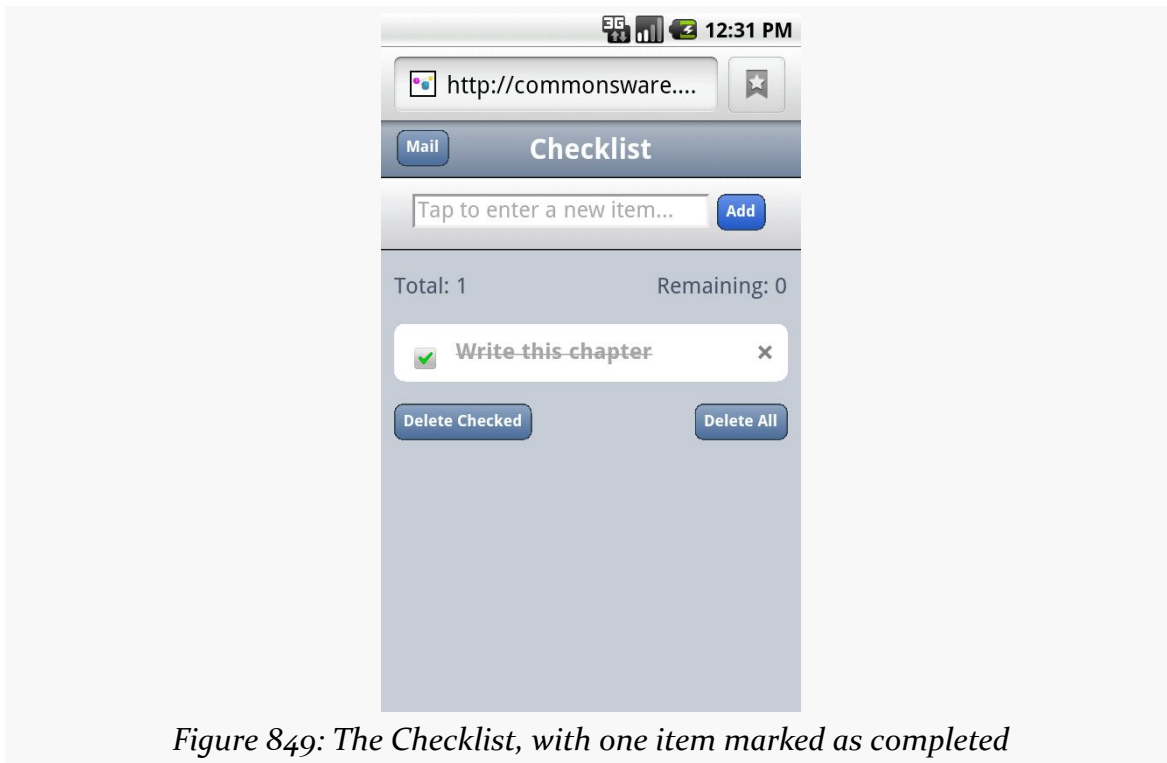 3G 12:31 PM
http://commonsware....
Mail Checklist
Tap to enter a new item... Add
Total: 1 Remaining: 0
Write this chapter ×
Delete Checked Delete All
Figure 849: The Checklist, with one item marked as completed